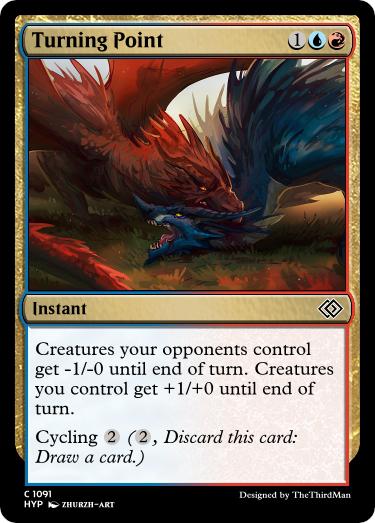 Turning Point 1
Instant
Creatures your opponents control
get -1/-0 until end of turn. Creatures
you control get +1/+0 until end of
turn.
Cycling 2 (2, Discard this card:
Draw a card.)
C 1091
HYP ZHURZH-ART
Designed by TheThirdMan